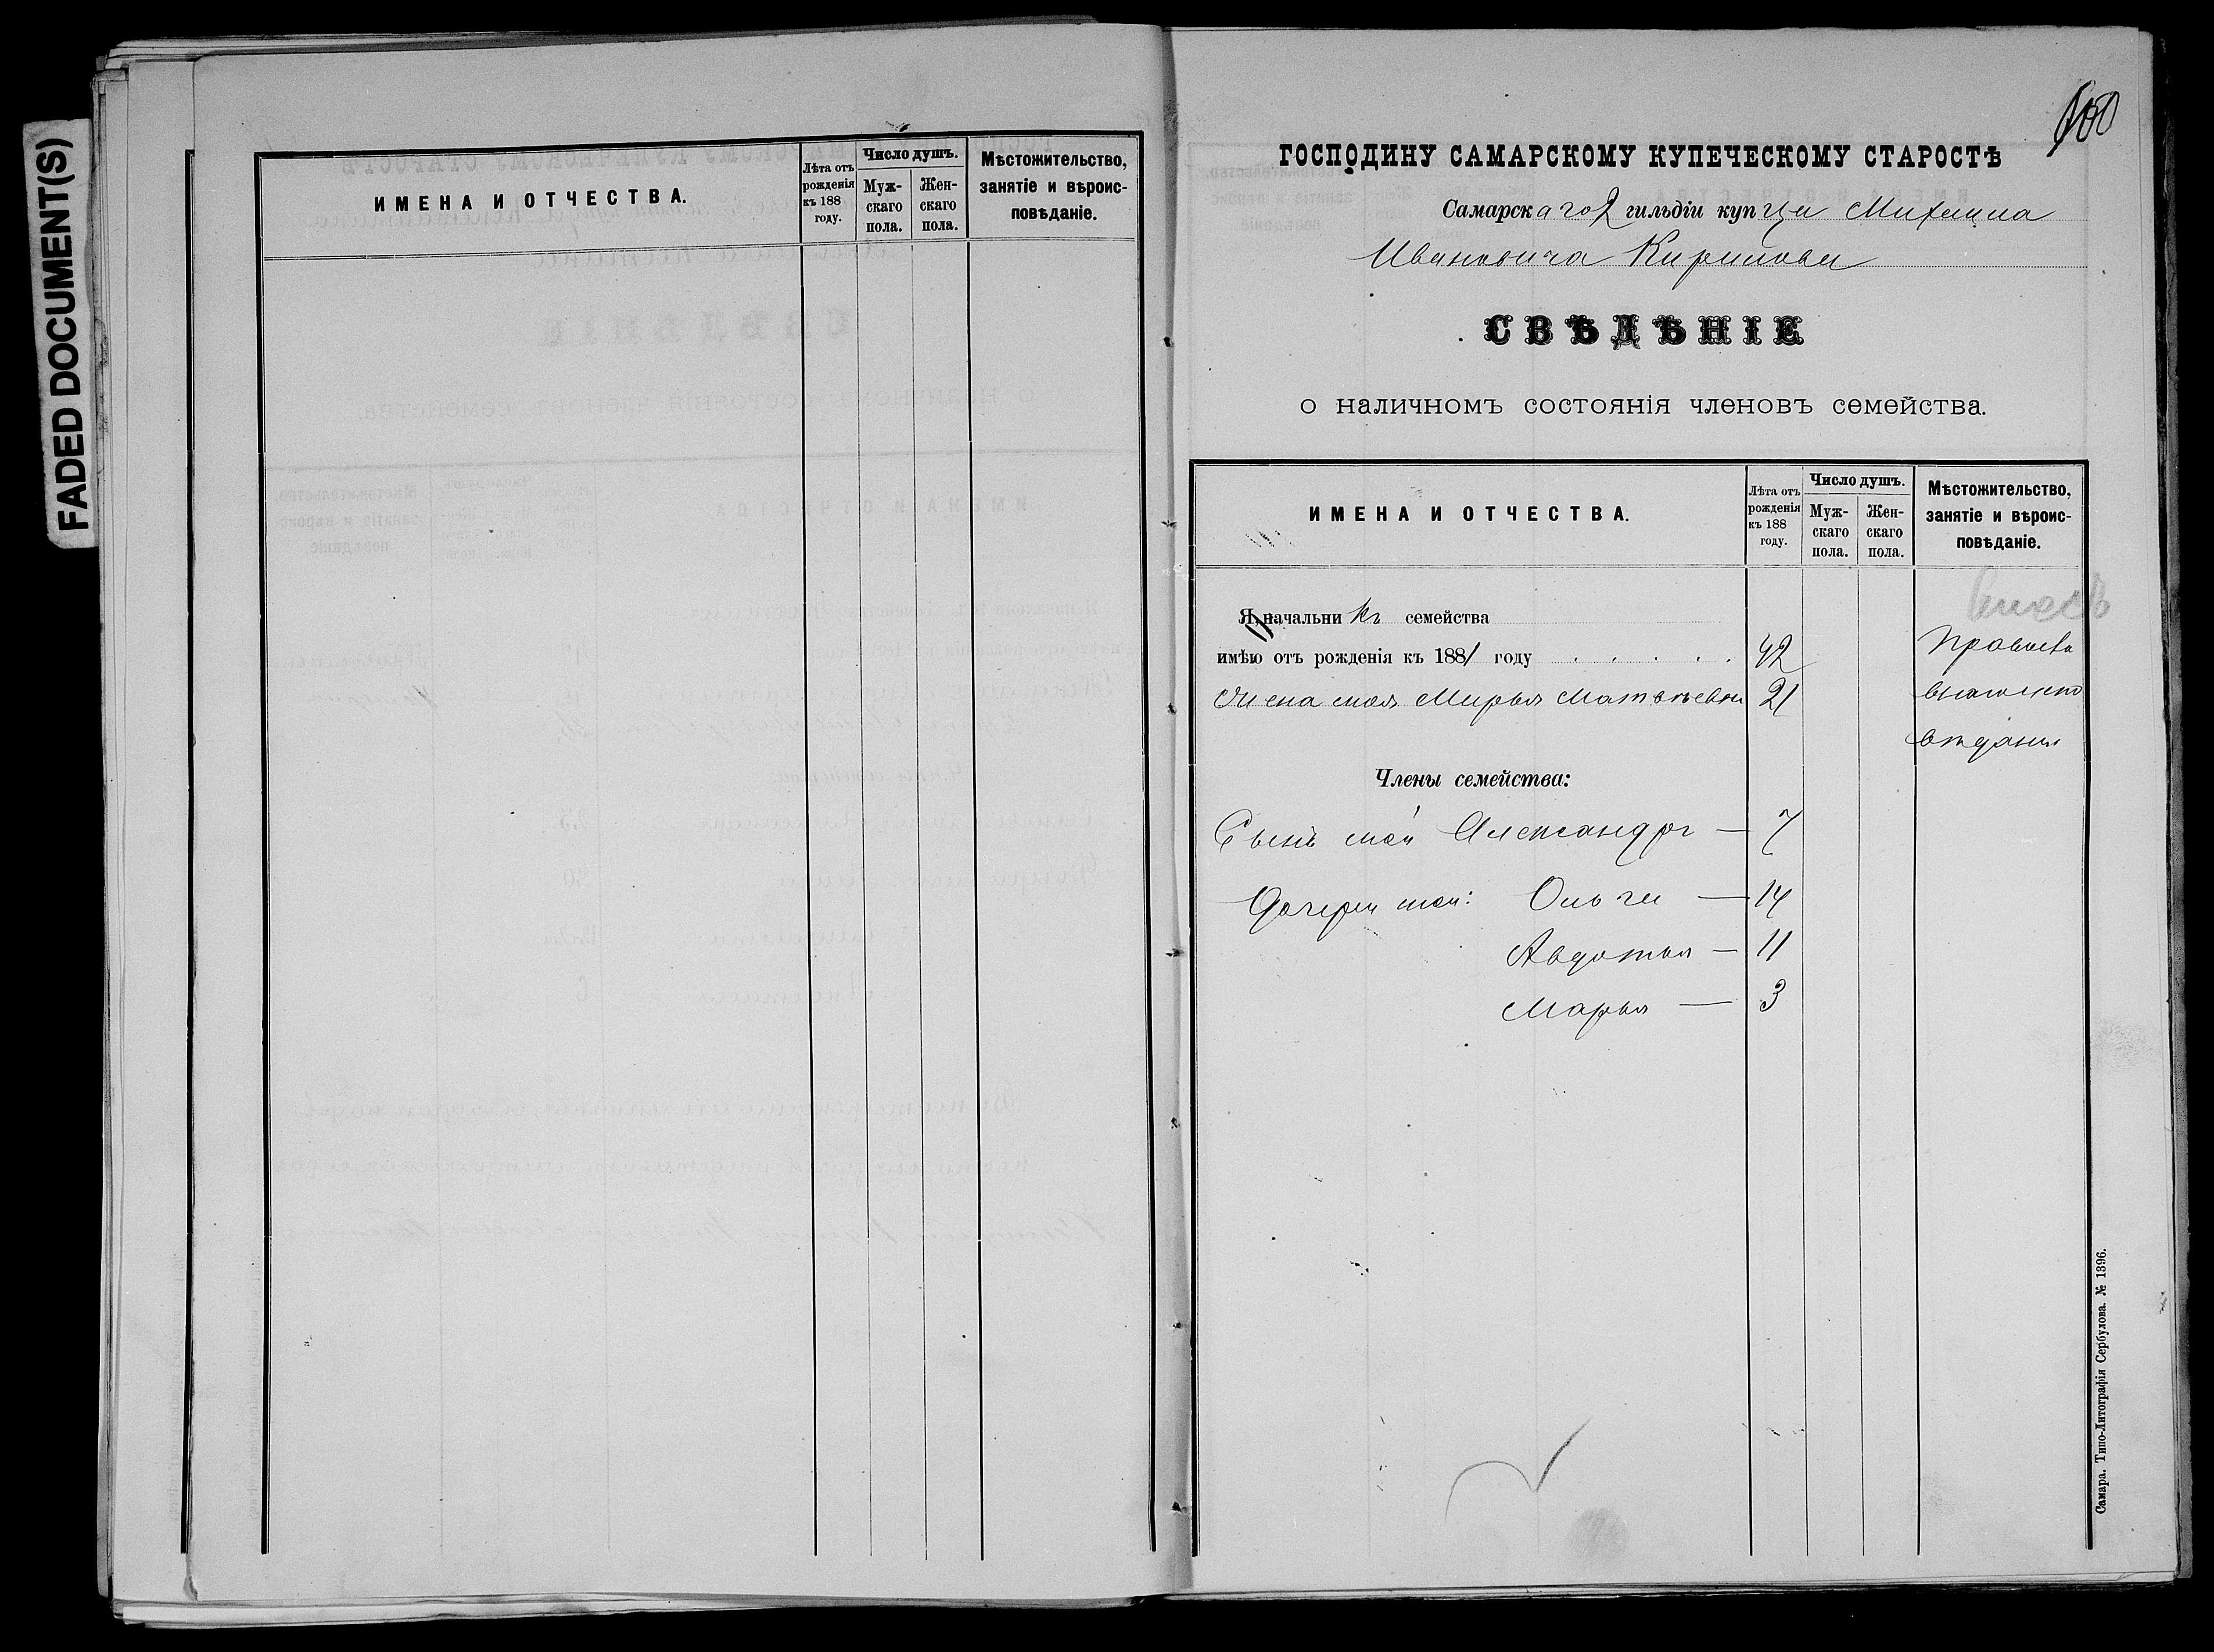 FADED DOCUMENT(S)
ИМЕНА И ОТЧЕСТВА.
Лѣта отъ рожденія къ 188 году.
Число душъ.
Мужскаго пола.
Женскаго пола.
Мѣстожительство, занятіе и вѣроисповѣданіе.
100
ГОСПОДИНУ САМАРСКОМУ КУПЕЧЕСКОМУ СТАРОСТѢ
Самарскаго 2 гильдіи купца Михаила
Ивановича Кирилова
СВѢДѢНІЕ
о наличномъ состоянія членовъ семейства.
ИМЕНА И ОТЧЕСТВА.
Лѣта отъ рожденія къ 188 году.
Число душъ.
Мужскаго пола.
Женскаго пола.
Мѣстожительство, занятіе и вѣроисповѣданіе.
Я, начальникъ семейства
имѣю отъ рожденія къ 1881 году . . . . . 42
Жена моя Марья Матвѣевна 21
Члены семейства:
Сынъ мой Александръ — 7
Дочери мои: Ольга — 14
Авдотья — 11
Марья — 3
Самара. Типо-Литографія Сербулова. № 1396.